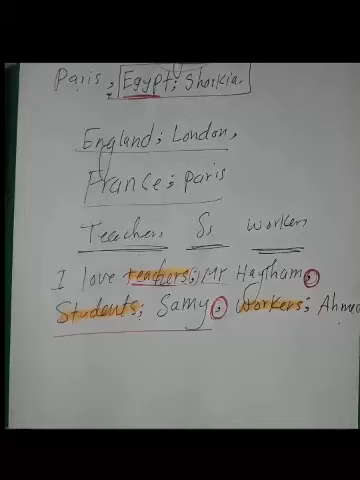 Paris, Egypt; Sharkia.
England; London,
France; Paris
Teachers Ss workers
I love teachers; Mr Haytham,
Students; Samy, workers; Ahmed